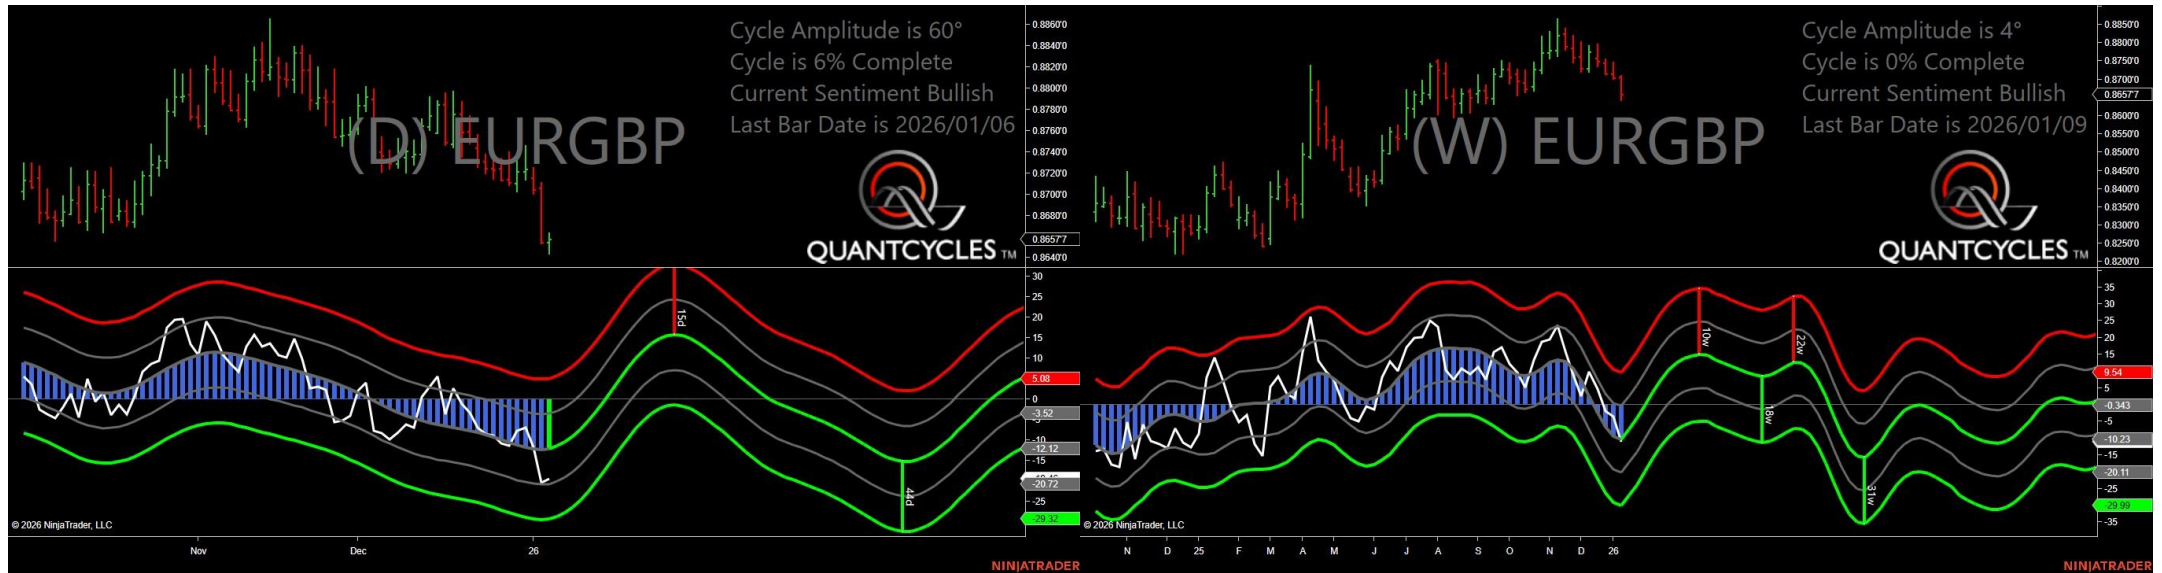 Cycle Amplitude is 60°
Cycle is 6% Complete
Current Sentiment Bullish
Last Bar Date is 2026/01/06
(D) EURGBP
QUANTCYCLES TM
0.8860'0
0.8840'0
0.8820'0
0.8800'0
0.8780'0
0.8760'0
0.8740'0
0.8720'0
0.8700'0
0.8680'0
0.8657'7
0.8640'0
30
25
20
15
10
5.08
0
-3.52
-10
-12.12
-15
-20.72
-25
-29.32
15d
44d
© 2026 NinjaTrader, LLC
Nov Dec 26
NINJATRADER
Cycle Amplitude is 4°
Cycle is 0% Complete
Current Sentiment Bullish
Last Bar Date is 2026/01/09
(W) EURGBP
QUANTCYCLES TM
0.8850'0
0.8800'0
0.8750'0
0.8700'0
0.8657'7
0.8600'0
0.8550'0
0.8500'0
0.8450'0
0.8400'0
0.8350'0
0.8300'0
0.8250'0
0.8200'0
35
30
25
20
15
9.54
5
-0.343
-5
-10.23
-15
-20.11
-25
-29.99
-35
10w
22w
18w
31w
© 2026 NinjaTrader, LLC
N D 25 F M A M J J A S O N D 26
NINJATRADER